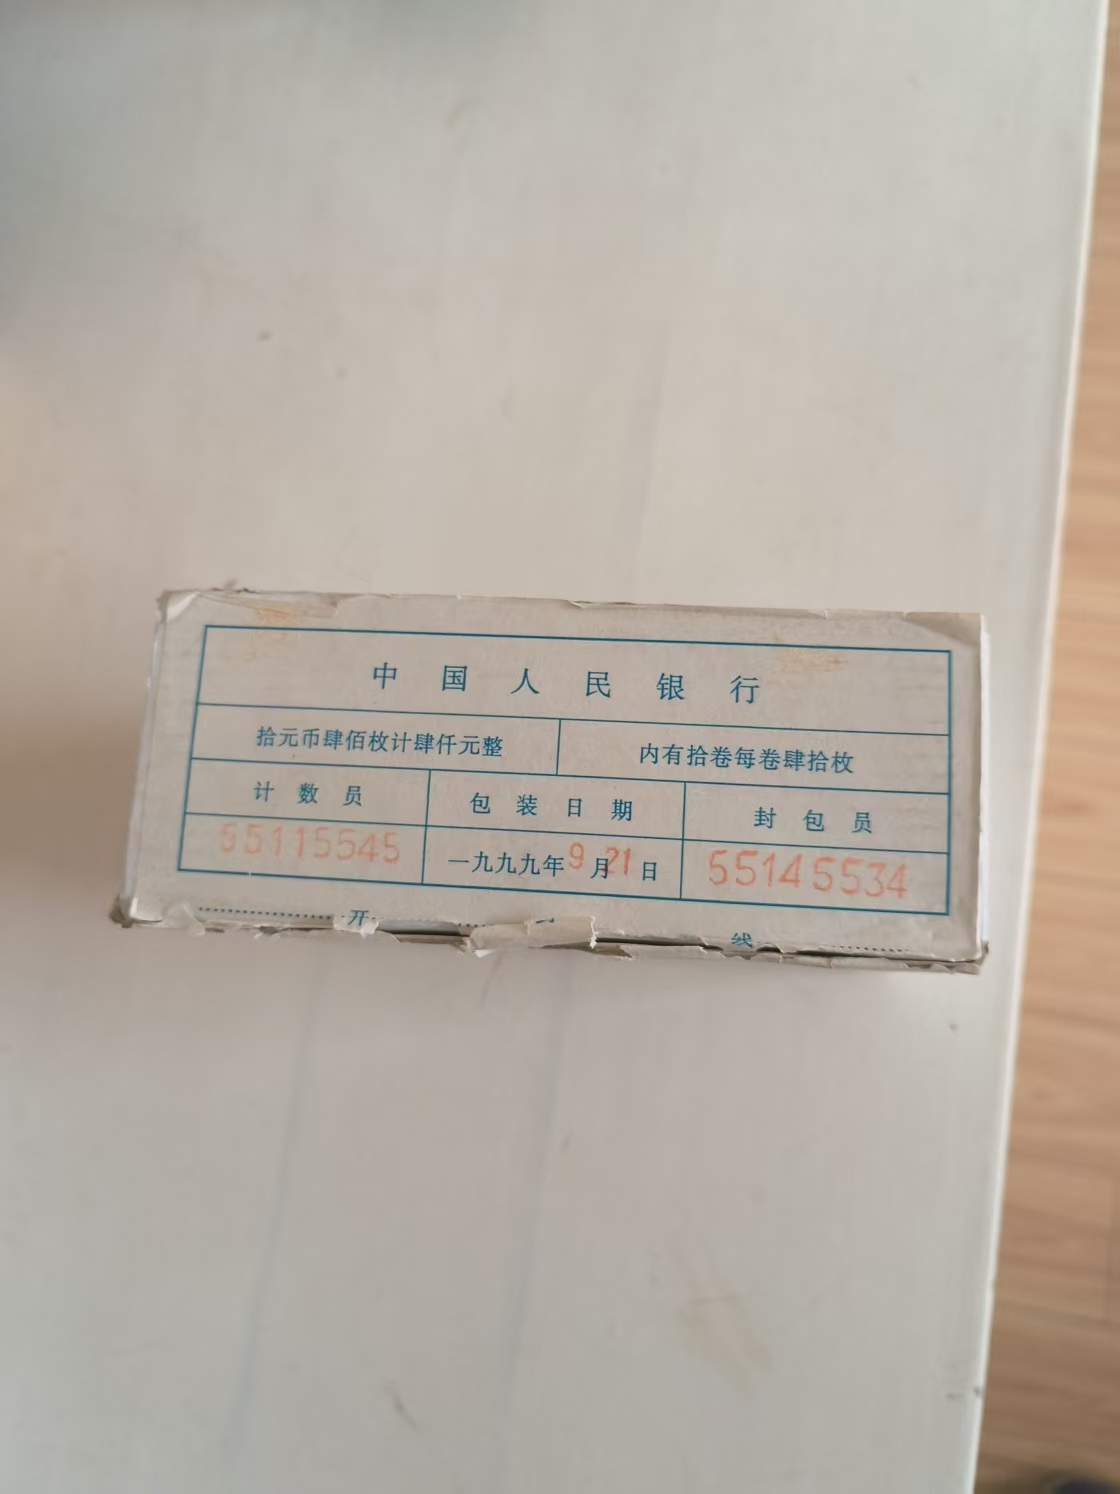 中国人民银行
拾元币肆佰枚计肆仟元整 内有拾卷每卷肆拾枚
计数员 包装日期 封包员
55115545 一九九九年9月21日 55145534
开 线